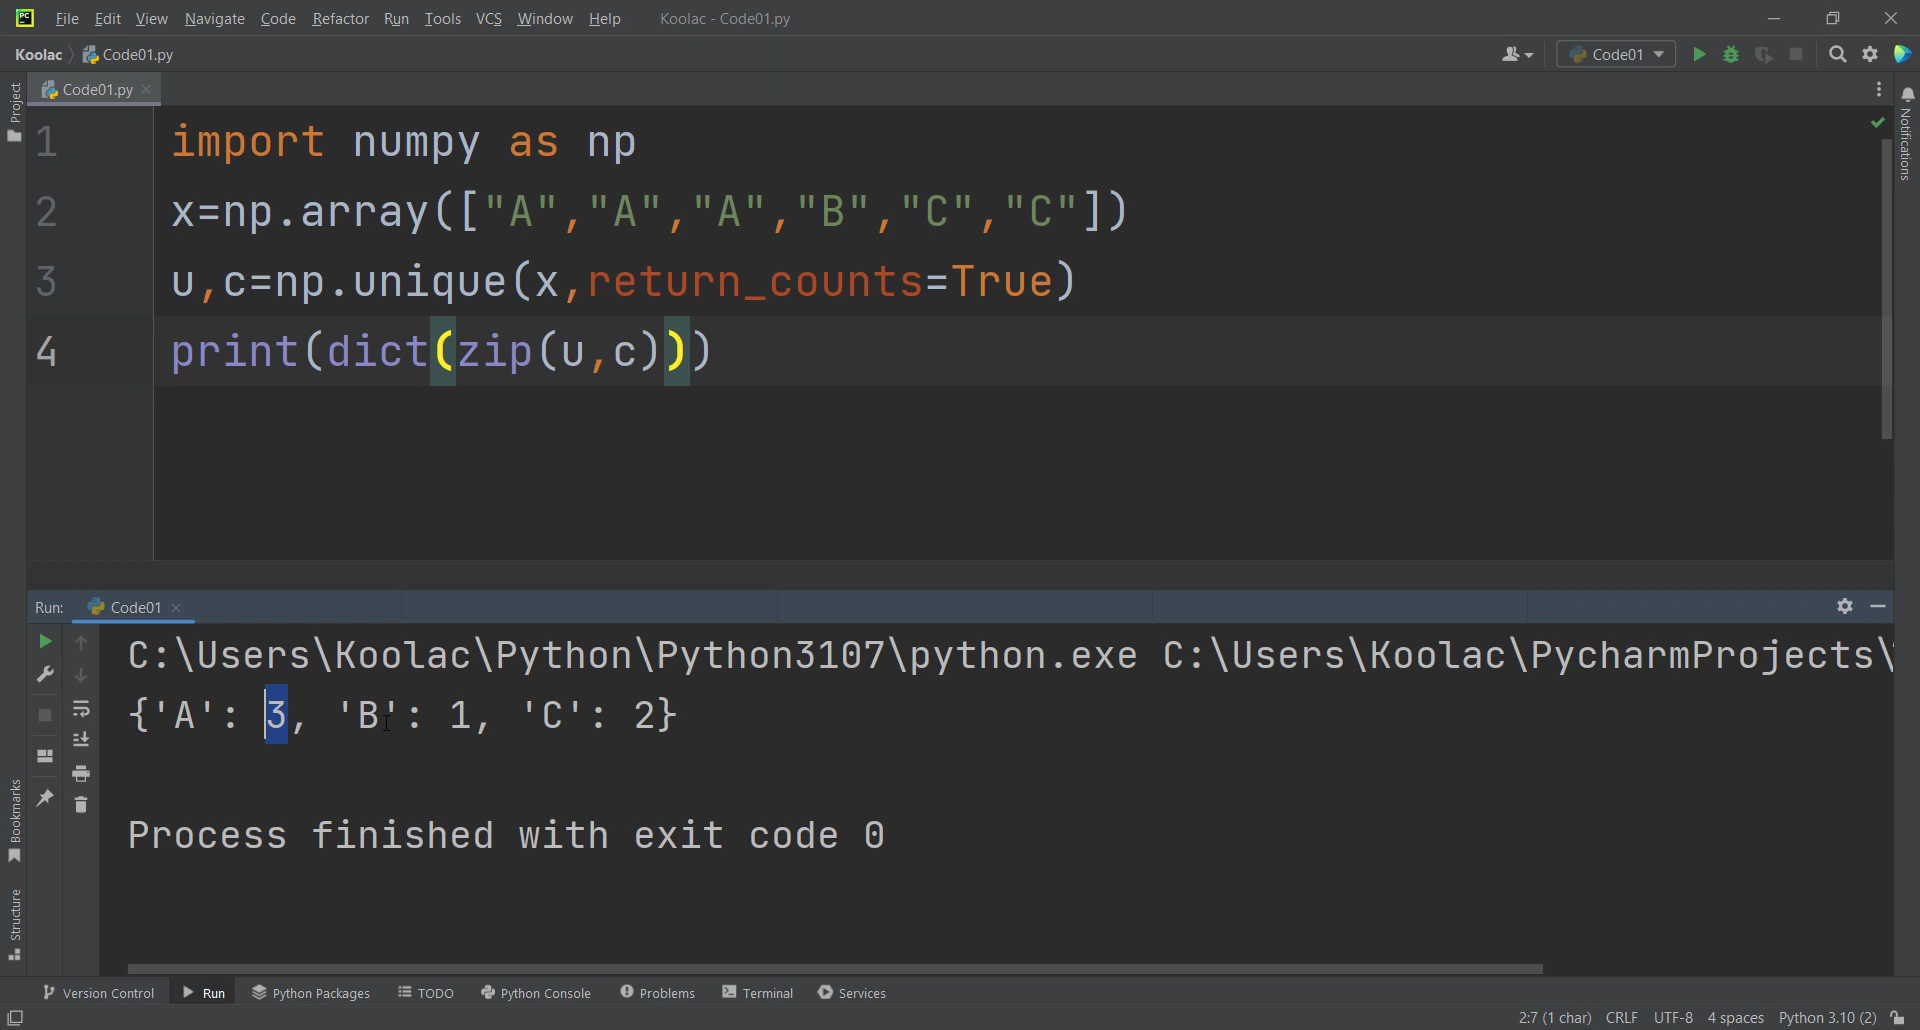 PC
File Edit View Navigate Code Refactor Run Tools VCS Window Help Koolac - Code01.py
Koolac Code01.py
Code01
Project
Code01.py
Notifications
1 import numpy as np
2 x=np.array(["A","A","A","B","C","C"])
3 u,c=np.unique(x,return_counts=True)
4 print(dict(zip(u,c)))
Run: Code01
C:\Users\Koolac\Python\Python3107\python.exe C:\Users\Koolac\PycharmProjects\
{'A': 3, 'B': 1, 'C': 2}
Process finished with exit code 0
Bookmarks
Structure
Version Control Run Python Packages TODO Python Console Problems Terminal Services
2:7 (1 char) CRLF UTF-8 4 spaces Python 3.10 (2)